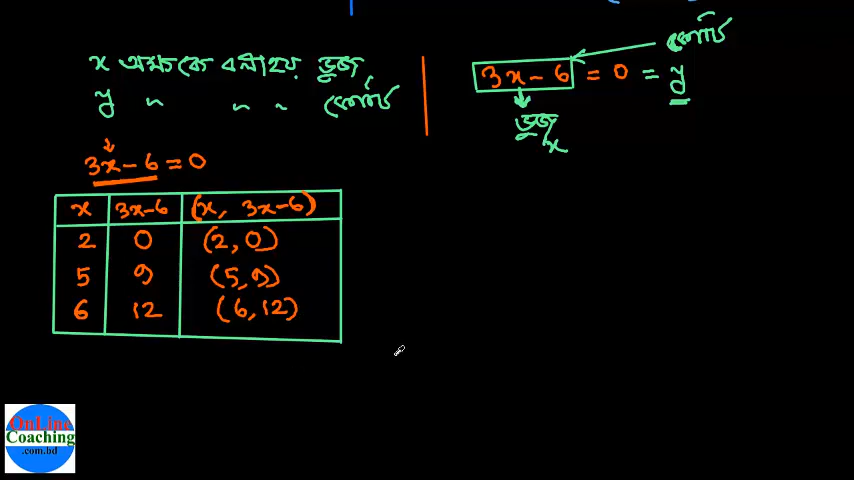 x অক্ষকে বলা হয় ভুজ
y " " " কোটি
3x - 6 = 0
x 3x-6 (x, 3x-6)
2 0 (2, 0)
5 9 (5, 9)
6 12 (6, 12)
কোটি
3x - 6 = 0 = y
ভুজ
x
OnLine
Coaching
.com.bd